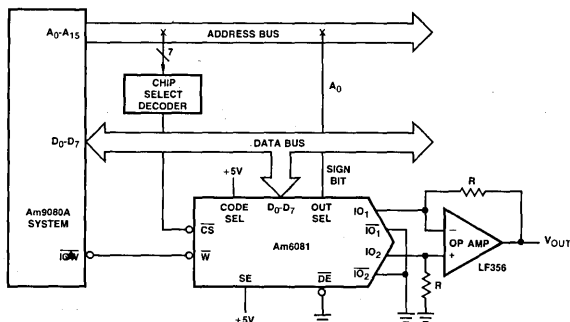 A0-A15
ADDRESS BUS
7
CHIP
SELECT
DECODER
A0
D0-D7
DATA BUS
+5V
SIGN
BIT
R
Am9080A
SYSTEM
CODE
SEL
D0-D7
OUT
SEL
IO1
IO1
IO2
IO2
CS
W
Am6081
SE
DE
+5V
−
OP AMP
+
LF356
VOUT
R